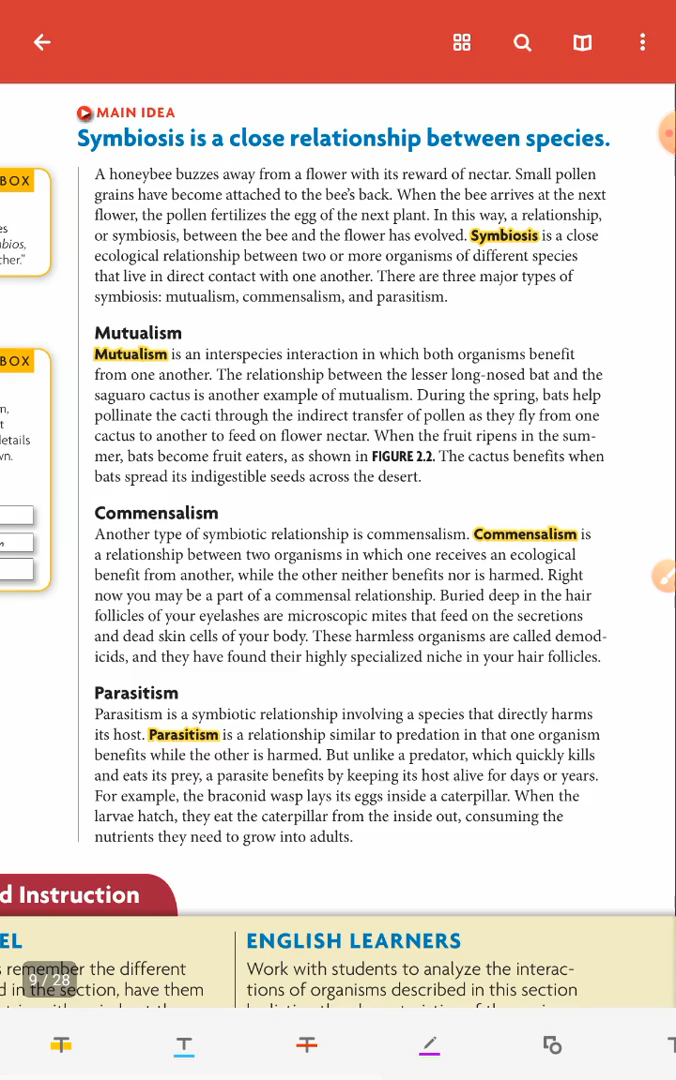 MAIN IDEA
Symbiosis is a close relationship between species.
A honeybee buzzes away from a flower with its reward of nectar. Small pollen
grains have become attached to the bee's back. When the bee arrives at the next
flower, the pollen fertilizes the egg of the next plant. In this way, a relationship,
or symbiosis, between the bee and the flower has evolved. Symbiosis is a close
ecological relationship between two or more organisms of different species
that live in direct contact with one another. There are three major types of
symbiosis: mutualism, commensalism, and parasitism.
BOX
es
bios,
ther."
Mutualism
Mutualism is an interspecies interaction in which both organisms benefit
from one another. The relationship between the lesser long-nosed bat and the
saguaro cactus is another example of mutualism. During the spring, bats help
pollinate the cacti through the indirect transfer of pollen as they fly from one
cactus to another to feed on flower nectar. When the fruit ripens in the sum-
mer, bats become fruit eaters, as shown in FIGURE 2.2. The cactus benefits when
bats spread its indigestible seeds across the desert.
BOX
m,
t
etails
wn.
Commensalism
Another type of symbiotic relationship is commensalism. Commensalism is
a relationship between two organisms in which one receives an ecological
benefit from another, while the other neither benefits nor is harmed. Right
now you may be a part of a commensal relationship. Buried deep in the hair
follicles of your eyelashes are microscopic mites that feed on the secretions
and dead skin cells of your body. These harmless organisms are called demod-
icids, and they have found their highly specialized niche in your hair follicles.
Parasitism
Parasitism is a symbiotic relationship involving a species that directly harms
its host. Parasitism is a relationship similar to predation in that one organism
benefits while the other is harmed. But unlike a predator, which quickly kills
and eats its prey, a parasite benefits by keeping its host alive for days or years.
For example, the braconid wasp lays its eggs inside a caterpillar. When the
larvae hatch, they eat the caterpillar from the inside out, consuming the
nutrients they need to grow into adults.
d Instruction
EL
s remember the different
d in the section, have them
9 / 28
ENGLISH LEARNERS
Work with students to analyze the interac-
tions of organisms described in this section